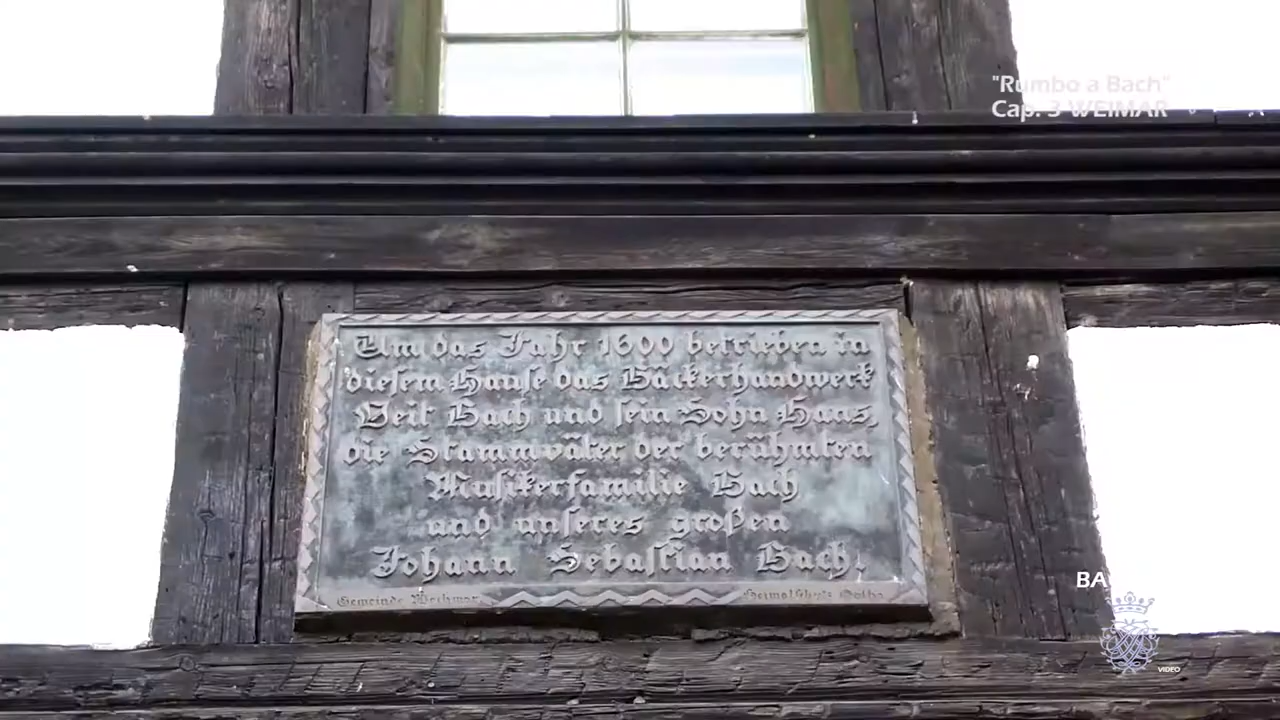 "Rumbo a Bach"
Cap. 3 WEIMAR
Um das Jahr 1600 betrieben in
diesem Hause das Bäckerhandwerk
Veit Bach und sein Sohn Hans,
die Stammväter der berühmten
Musikerfamilie Bach
und unseres großen
Johann Sebastian Bach.
Gemeinde Wechmar
Heimatschutz Gotha
BA
VIDEO